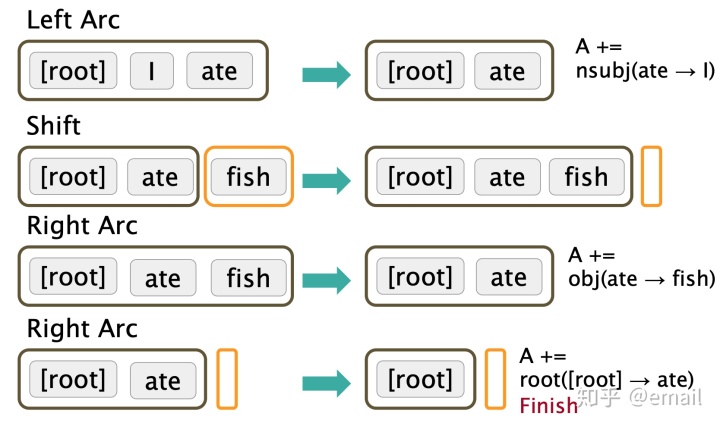 Left Arc
[root] I ate [root] ate
A +=
nsubj(ate → I)
Shift
[root] ate fish [root] ate fish
Right Arc
[root] ate fish [root] ate
A +=
obj(ate → fish)
Right Arc
[root] ate [root]
A +=
root([root] → ate)
Finish
知乎 @email